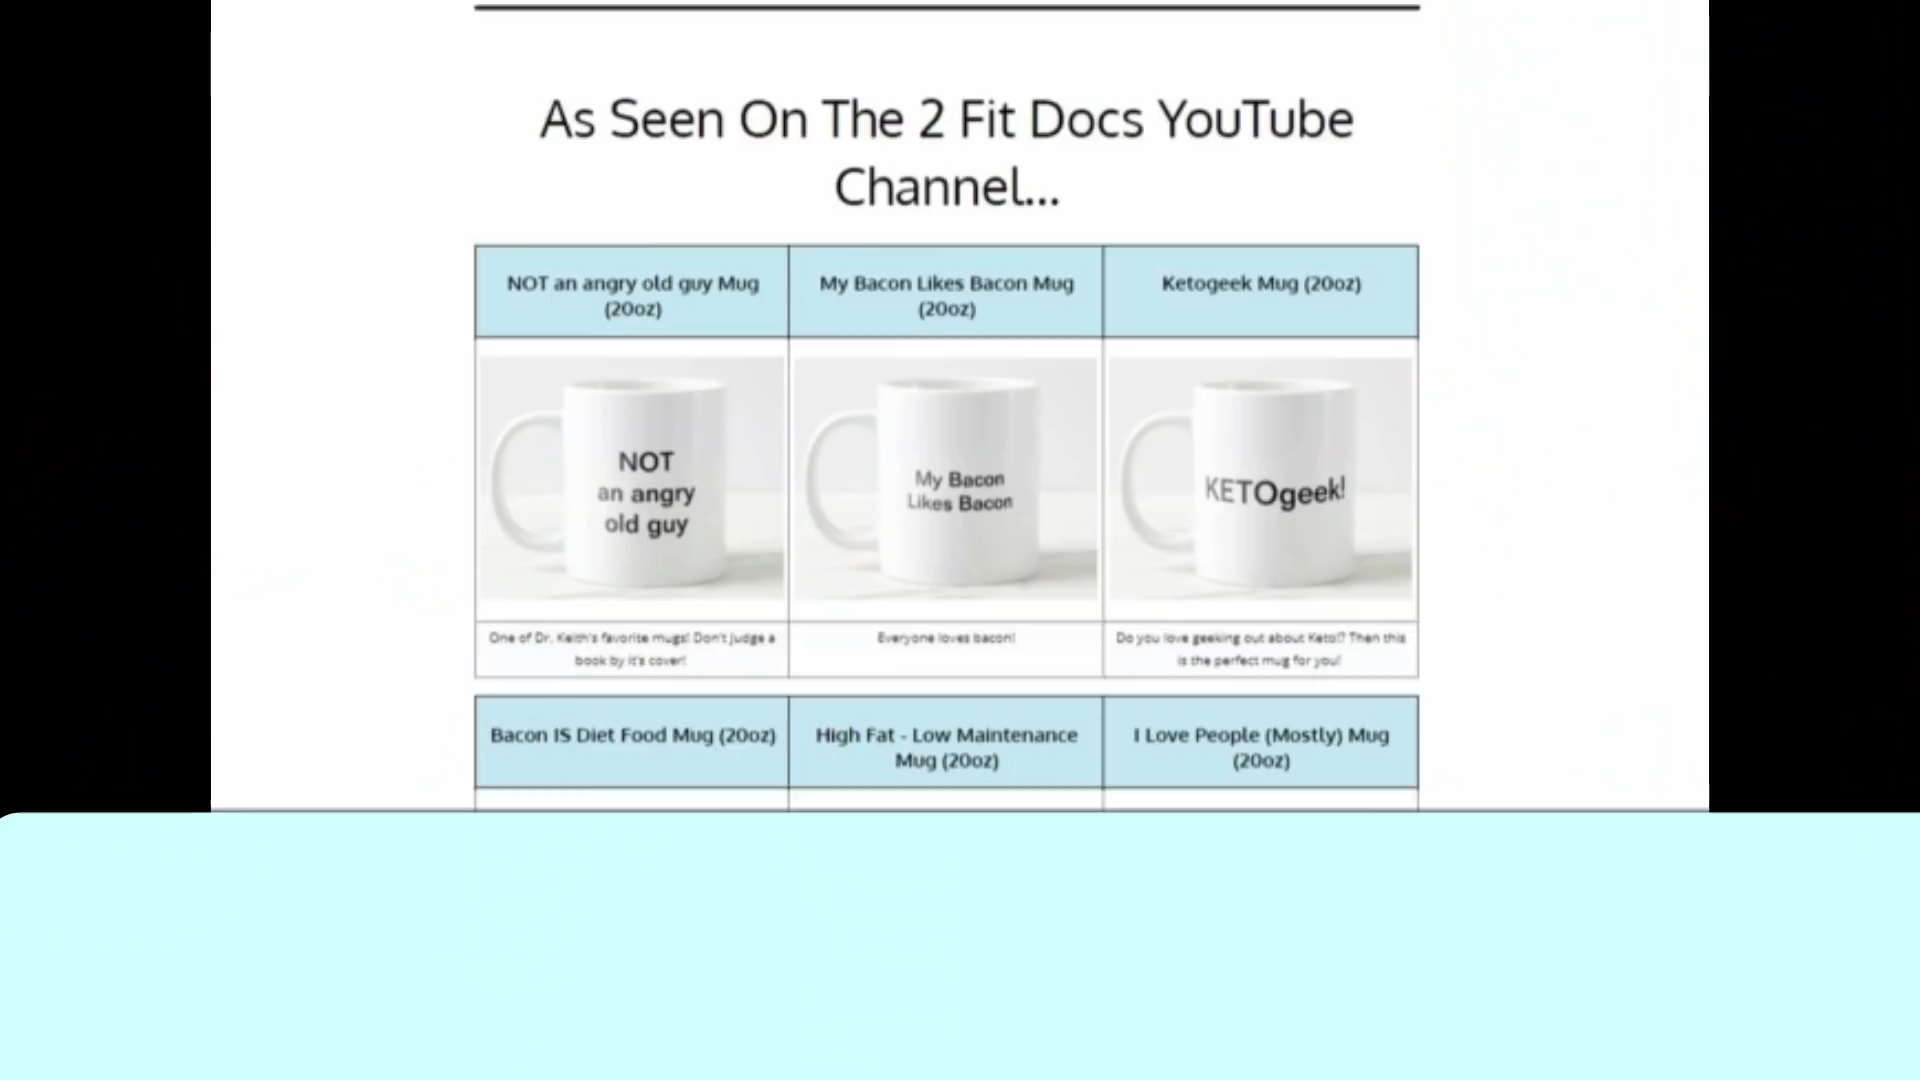 As Seen On The 2 Fit Docs YouTube
Channel...
NOT an angry old guy Mug
(20oz)
My Bacon Likes Bacon Mug
(20oz)
Ketogeek Mug (20oz)
NOT
an angry
old guy
My Bacon
Likes Bacon
KETOgeek!
One of Dr. Keith's favorite mugs! Don't judge a
book by it's cover!
Everyone loves bacon!
Do you love geeking out about Keto!? Then this
is the perfect mug for you!
Bacon IS Diet Food Mug (20oz)
High Fat - Low Maintenance
Mug (20oz)
I Love People (Mostly) Mug
(20oz)